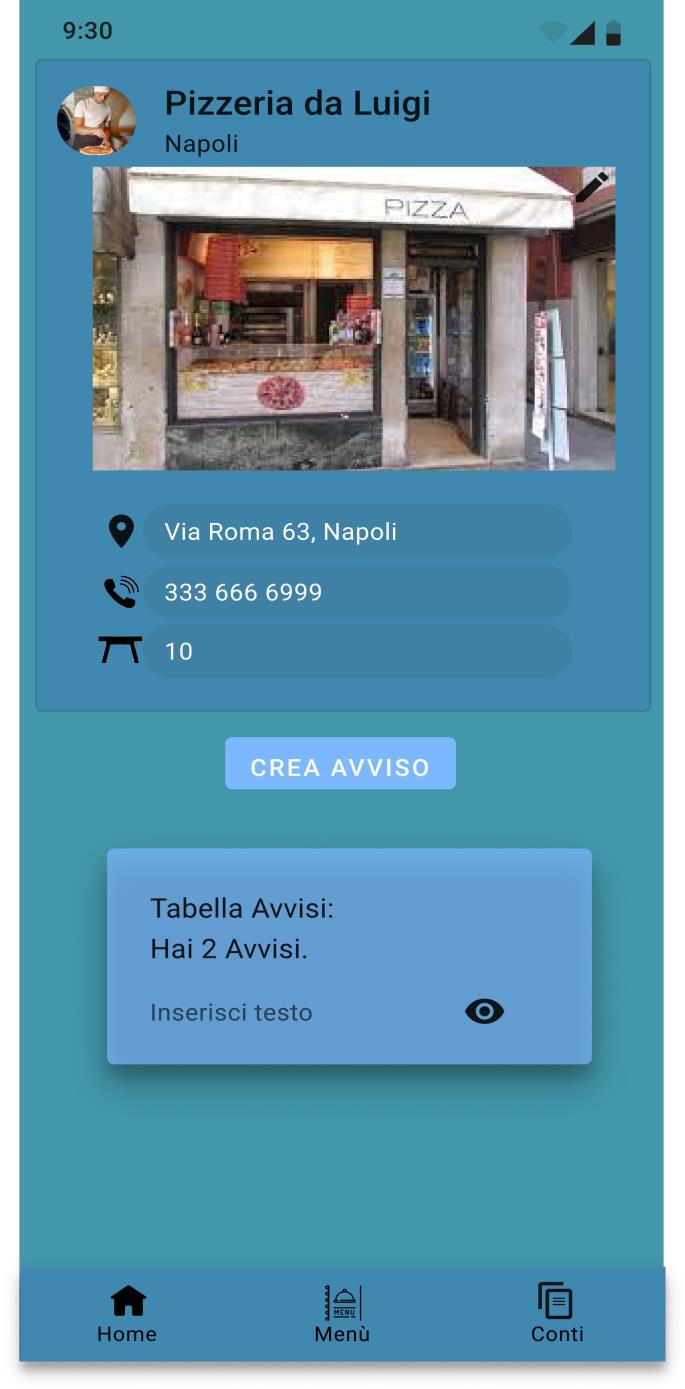 9:30
Pizzeria da Luigi
Napoli
PIZZA
Via Roma 63, Napoli
333 666 6999
10
CREA AVVISO
Tabella Avvisi:
Hai 2 Avvisi.
Inserisci testo
MENU
Home
Menù
Conti